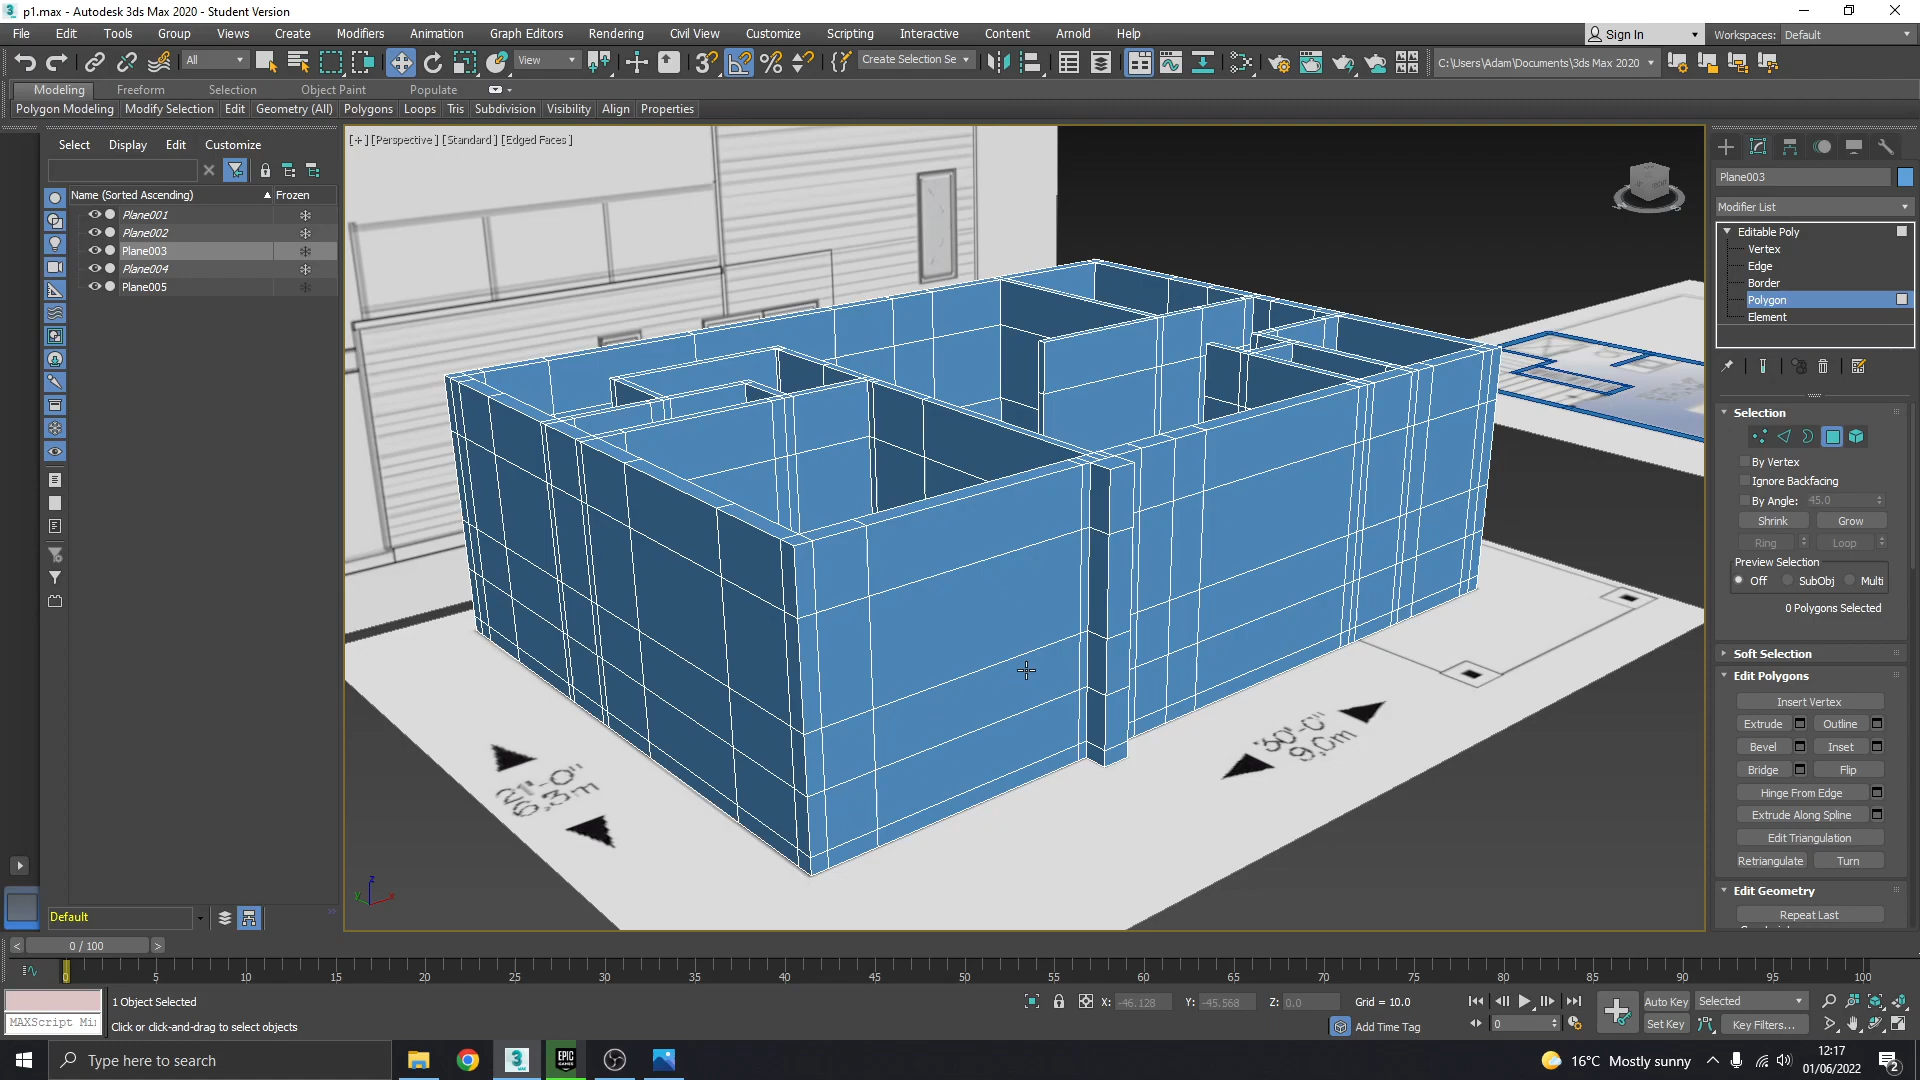 p1.max - Autodesk 3ds Max 2020 - Student Version
File Edit Tools Group Views Create Modifiers Animation Graph Editors Rendering Civil View Customize Scripting Interactive Content Arnold Help
Sign In
Workspaces: Default
All
View
Create Selection Se
C:\Users\Adam\Documents\3ds Max 2020
Modeling Freeform Selection Object Paint Populate
Polygon Modeling Modify Selection Edit Geometry (All) Polygons Loops Tris Subdivision Visibility Align Properties
Select Display Edit Customize
Name (Sorted Ascending) Frozen
Plane001
Plane002
Plane003
Plane004
Plane005
[+] [Perspective] [Standard] [Edged Faces]
21'-0"
6,3m
30'-0"
9,0m
Plane003
Modifier List
Editable Poly
Vertex
Edge
Border
Polygon
Element
Selection
By Vertex
Ignore Backfacing
By Angle: 45.0
Shrink Grow
Ring Loop
Preview Selection
Off SubObj Multi
0 Polygons Selected
Soft Selection
Edit Polygons
Insert Vertex
Extrude Outline
Bevel Inset
Bridge Flip
Hinge From Edge
Extrude Along Spline
Edit Triangulation
Retriangulate Turn
Edit Geometry
Repeat Last
Default
0 / 100
0 5 10 15 20 25 30 35 40 45 50 55 60 65 70 75 80 85 90 95 100
1 Object Selected
X: -46.128 Y: -45.568 Z: 0.0 Grid = 10.0
Auto Key Selected
MAXScript Mi
Click or click-and-drag to select objects
Add Time Tag
0
Set Key Key Filters...
Type here to search
16°C Mostly sunny
12:17
01/06/2022
2